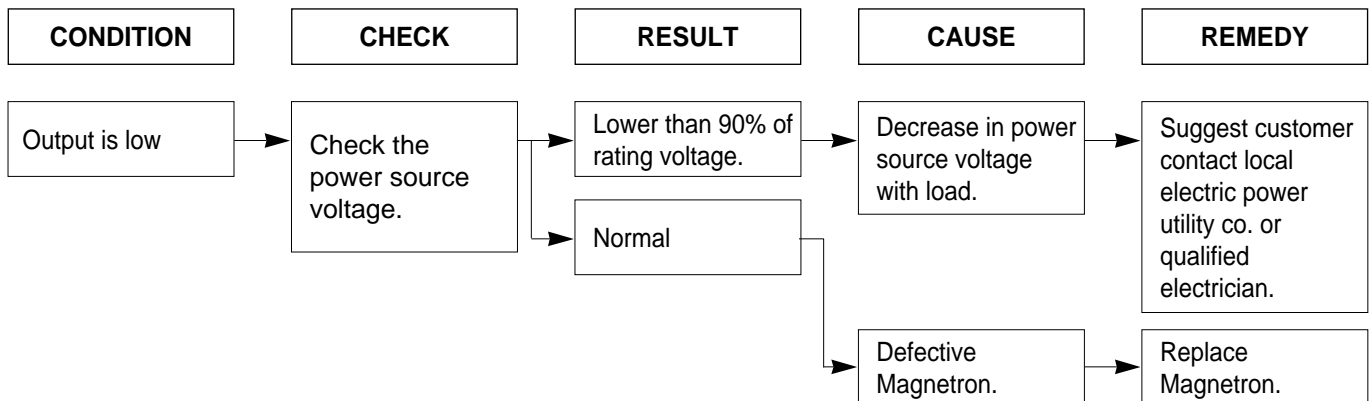 CONDITION
CHECK
RESULT
CAUSE
REMEDY
Output is low
Check the
power source
voltage.
Lower than 90% of
rating voltage.
Decrease in power
source voltage
with load.
Suggest customer
contact local
electric power
utility co. or
qualified
electrician.
Normal
Defective
Magnetron.
Replace
Magnetron.